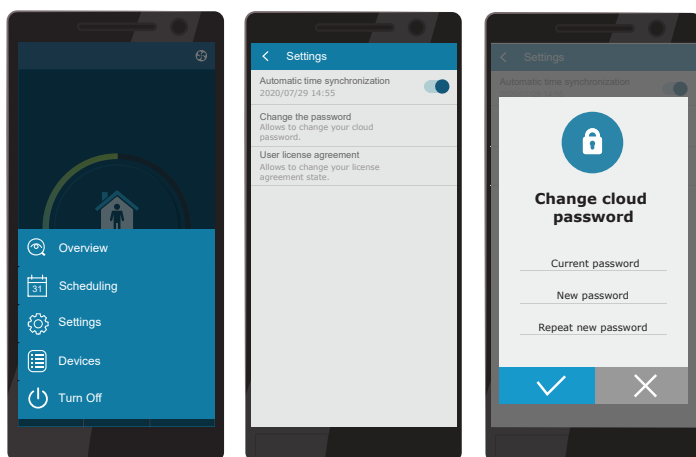 Overview
31
Scheduling
Settings
Devices
Turn Off
Settings
Automatic time synchronization
2020/07/29 14:55
Change the password
Allows to change your cloud
password.
User license agreement
Allows to change your license
agreement state.
Settings
Automatic time synchronization
Change cloud
password
Current password
New password
Repeat new password